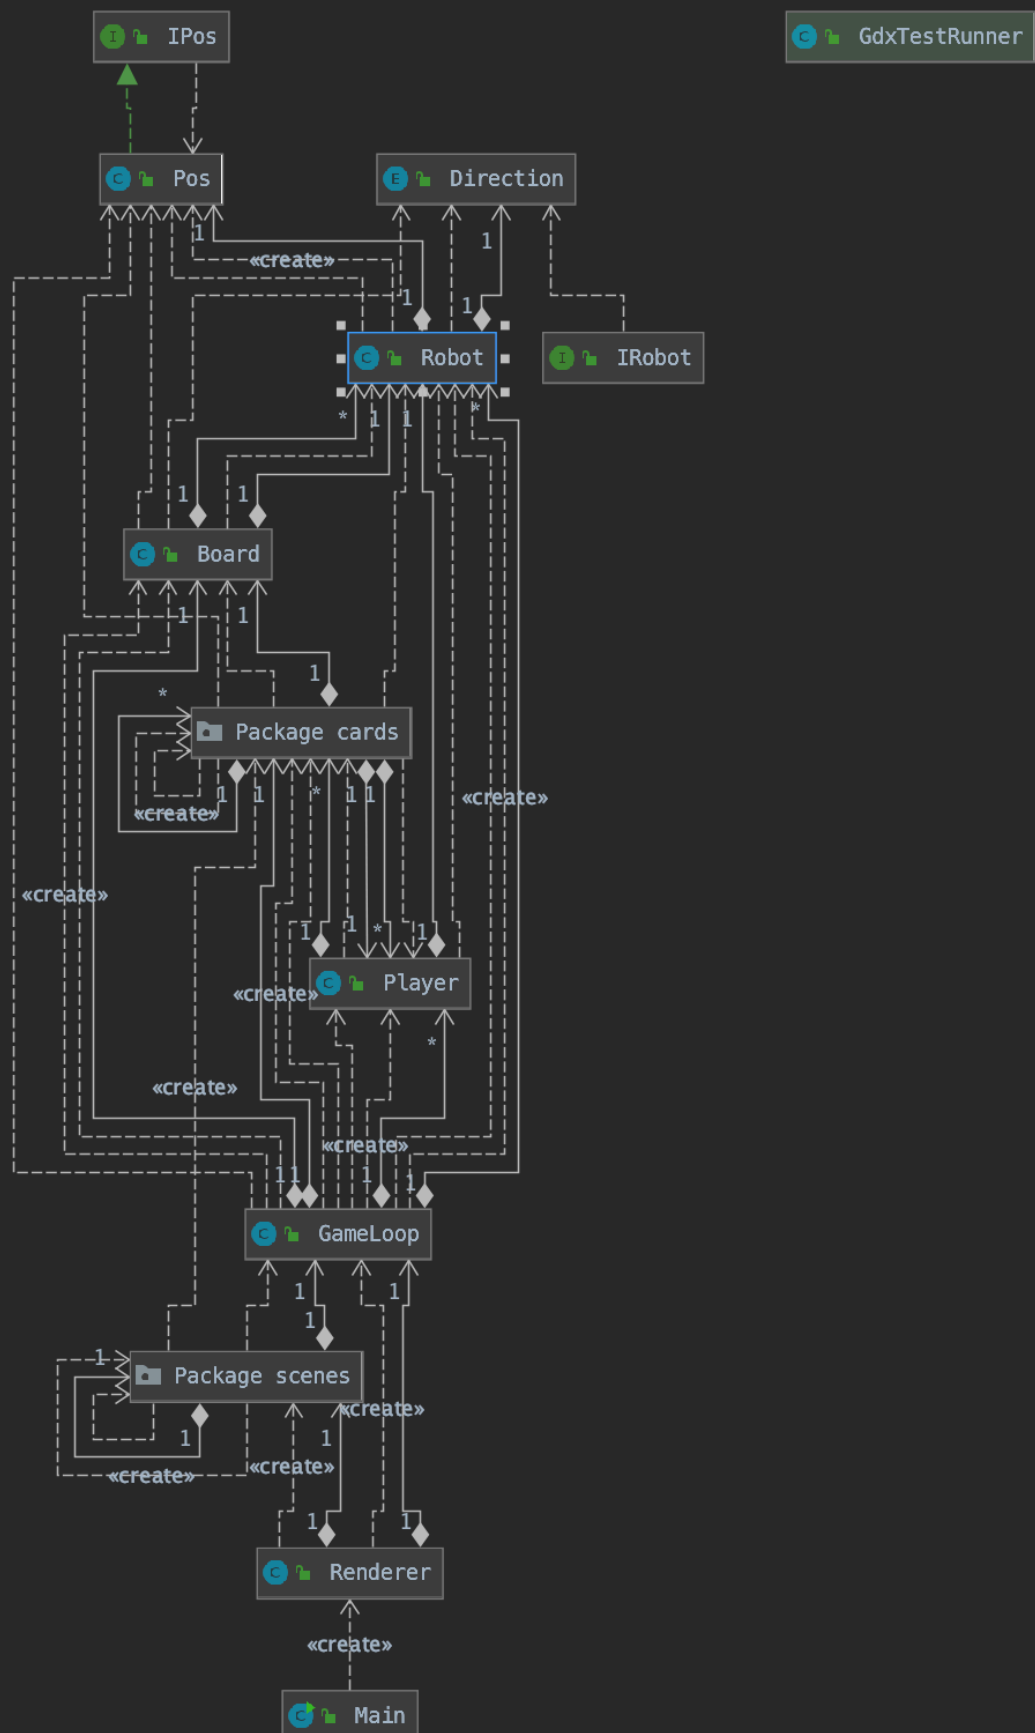 I IPos
C GdxTestRunner
C Pos
E Direction
1
1
«create»
1
1
C Robot
I IRobot
* 1 1 *
1 1
C Board
1 1
1
*
Package cards
1 1 * 1 1
«create»
«create»
«create»
1 1 * 1
C Player
«create»
*
«create»
«create»
1 1 1 1
C GameLoop
1 1
1
1
Package scenes
«create»
1 1
«create»
«create»
1 1
C Renderer
«create»
C Main